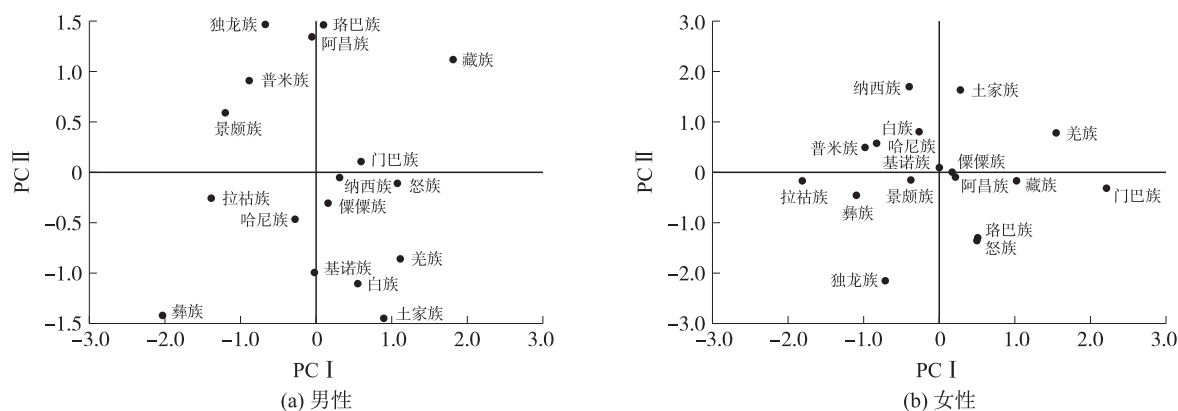 1.5
1.0
0.5
0
−0.5
−1.0
−1.5
PC Ⅱ
独龙族
珞巴族
阿昌族
藏族
普米族
景颇族
门巴族
纳西族
怒族
拉祜族
傈僳族
哈尼族
羌族
基诺族
白族
彝族
土家族
−3.0 −2.0 −1.0 0 1.0 2.0 3.0
PC Ⅰ
(a) 男性
3.0
2.0
1.0
0
−1.0
−2.0
−3.0
PC Ⅱ
纳西族
土家族
白族
羌族
普米族
哈尼族
基诺族
傈僳族
拉祜族
景颇族
阿昌族
藏族
门巴族
彝族
珞巴族
怒族
独龙族
−3.0 −2.0 −1.0 0 1.0 2.0 3.0
PC Ⅰ
(b) 女性